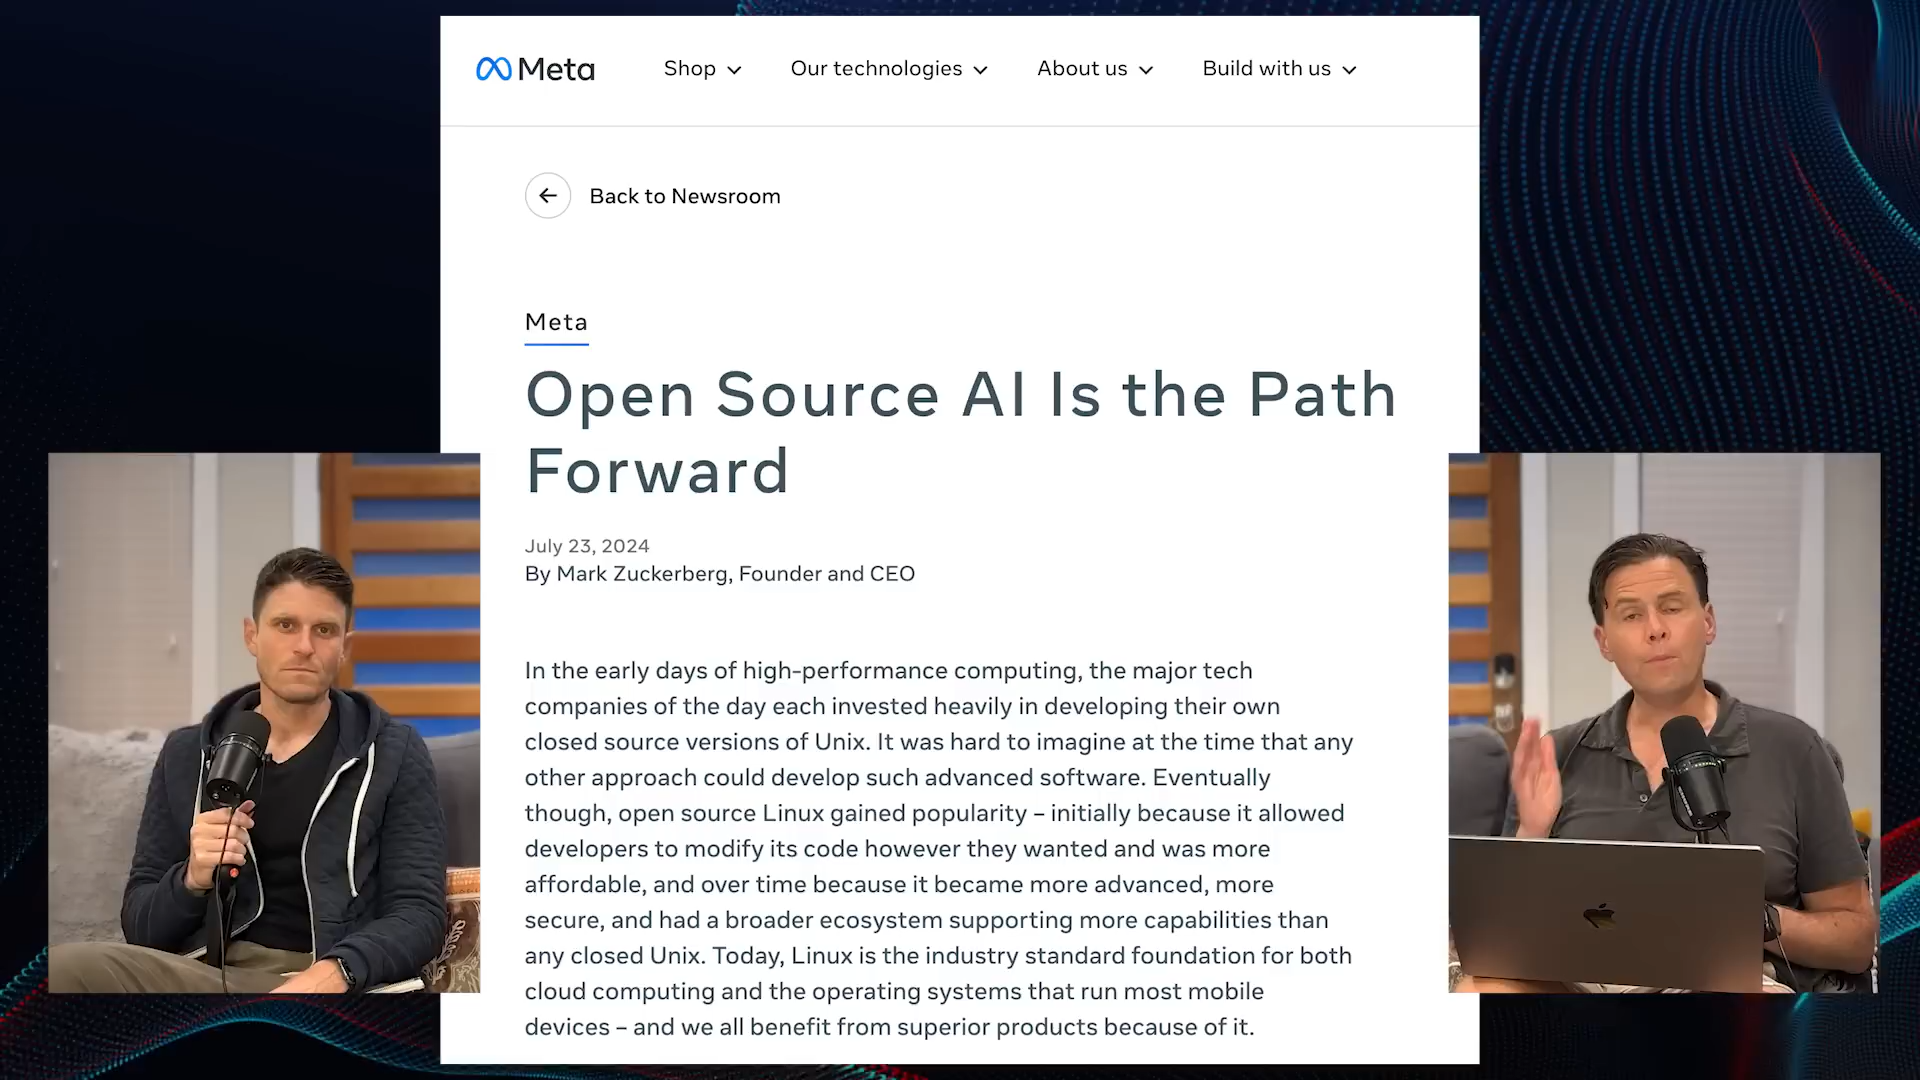 Meta
Shop
Our technologies
About us
Build with us
Back to Newsroom
Meta
Open Source AI Is the Path
Forward
July 23, 2024
By Mark Zuckerberg, Founder and CEO
In the early days of high-performance computing, the major tech
companies of the day each invested heavily in developing their own
closed source versions of Unix. It was hard to imagine at the time that any
other approach could develop such advanced software. Eventually
though, open source Linux gained popularity – initially because it allowed
developers to modify its code however they wanted and was more
affordable, and over time because it became more advanced, more
secure, and had a broader ecosystem supporting more capabilities than
any closed Unix. Today, Linux is the industry standard foundation for both
cloud computing and the operating systems that run most mobile
devices – and we all benefit from superior products because of it.